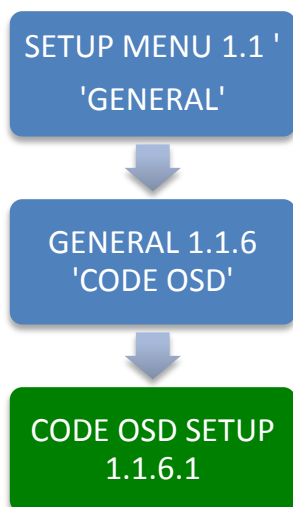 SETUP MENU 1.1 '
'GENERAL'
GENERAL 1.1.6
'CODE OSD'
CODE OSD SETUP
1.1.6.1